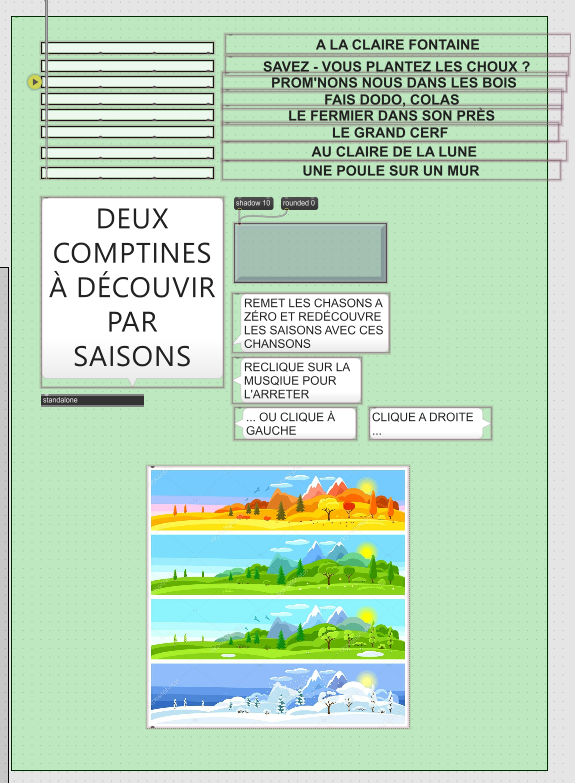 A LA CLAIRE FONTAINE
SAVEZ - VOUS PLANTEZ LES CHOUX ?
PROM'NONS NOUS DANS LES BOIS
FAIS DODO, COLAS
LE FERMIER DANS SON PRÈS
LE GRAND CERF
AU CLAIRE DE LA LUNE
UNE POULE SUR UN MUR
DEUX
COMPTINES
À DÉCOUVIR
PAR
SAISONS
standalone
shadow 10
rounded 0
REMET LES CHASONS A
ZÉRO ET REDÉCOUVRE
LES SAISONS AVEC CES
CHANSONS
RECLIQUE SUR LA
MUSQIUE POUR
L'ARRETER
... OU CLIQUE À
GAUCHE
CLIQUE A DROITE
...